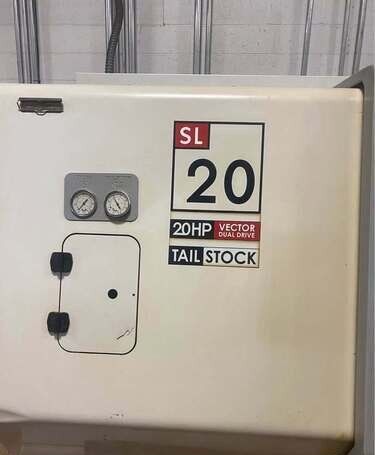 SL
20
20HP VECTOR
DUAL DRIVE
TAIL STOCK